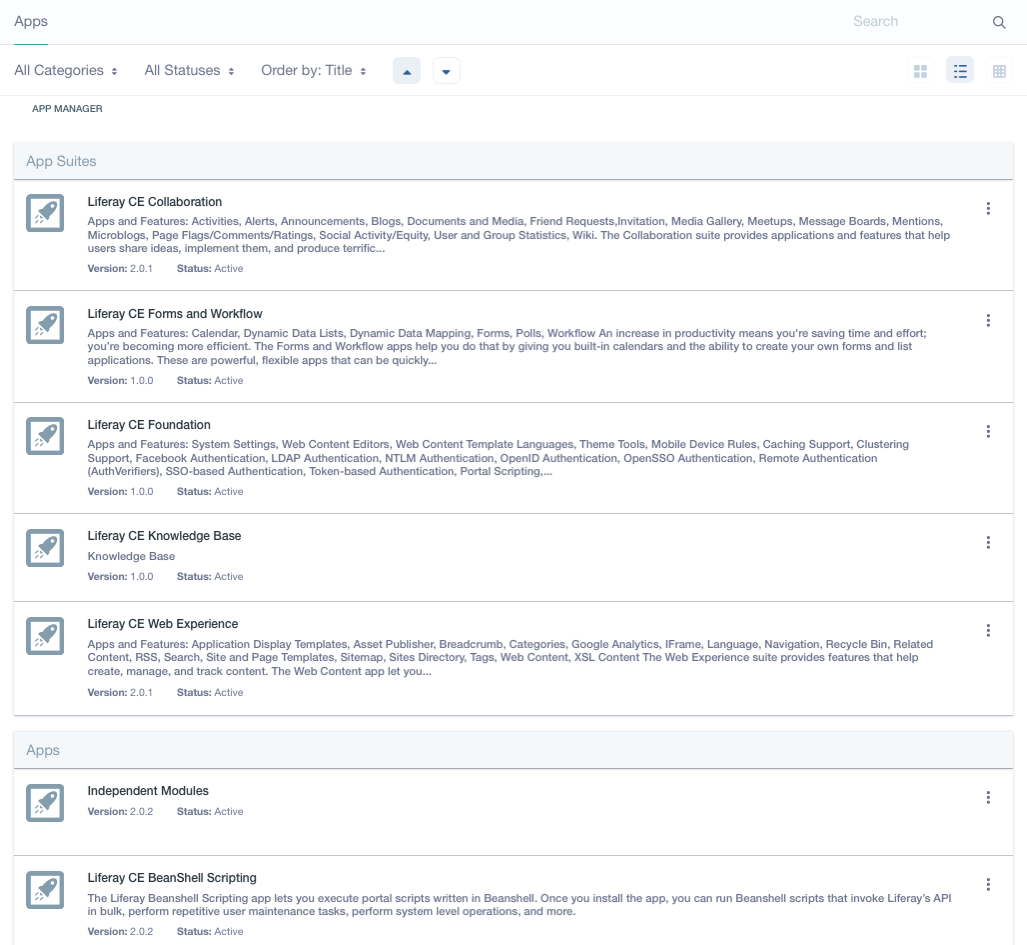 Apps
Search
All Categories
All Statuses
Order by: Title
APP MANAGER
App Suites
Liferay CE Collaboration
Apps and Features: Activities, Alerts, Announcements, Blogs, Documents and Media, Friend Requests,Invitation, Media Gallery, Meetups, Message Boards, Mentions,
Microblogs, Page Flags/Comments/Ratings, Social Activity/Equity, User and Group Statistics, Wiki. The Collaboration suite provides applications and features that help
users share ideas, implement them, and produce terrific...
Version: 2.0.1 Status: Active
Liferay CE Forms and Workflow
Apps and Features: Calendar, Dynamic Data Lists, Dynamic Data Mapping, Forms, Polls, Workflow An increase in productivity means you're saving time and effort;
you're becoming more efficient. The Forms and Workflow apps help you do that by giving you built-in calendars and the ability to create your own forms and list
applications. These are powerful, flexible apps that can be quickly...
Version: 1.0.0 Status: Active
Liferay CE Foundation
Apps and Features: System Settings, Web Content Editors, Web Content Template Languages, Theme Tools, Mobile Device Rules, Caching Support, Clustering
Support, Facebook Authentication, LDAP Authentication, NTLM Authentication, OpenID Authentication, OpenSSO Authentication, Remote Authentication
(AuthVerifiers), SSO-based Authentication, Token-based Authentication, Portal Scripting,...
Version: 1.0.0 Status: Active
Liferay CE Knowledge Base
Knowledge Base
Version: 1.0.0 Status: Active
Liferay CE Web Experience
Apps and Features: Application Display Templates, Asset Publisher, Breadcrumb, Categories, Google Analytics, IFrame, Language, Navigation, Recycle Bin, Related
Content, RSS, Search, Site and Page Templates, Sitemap, Sites Directory, Tags, Web Content, XSL Content The Web Experience suite provides features that help
create, manage, and track content. The Web Content app let you...
Version: 2.0.1 Status: Active
Apps
Independent Modules
Version: 2.0.2 Status: Active
Liferay CE BeanShell Scripting
The Liferay Beanshell Scripting app lets you execute portal scripts written in Beanshell. Once you install the app, you can run Beanshell scripts that invoke Liferay's API
in bulk, perform repetitive user maintenance tasks, perform system level operations, and more.
Version: 2.0.2 Status: Active